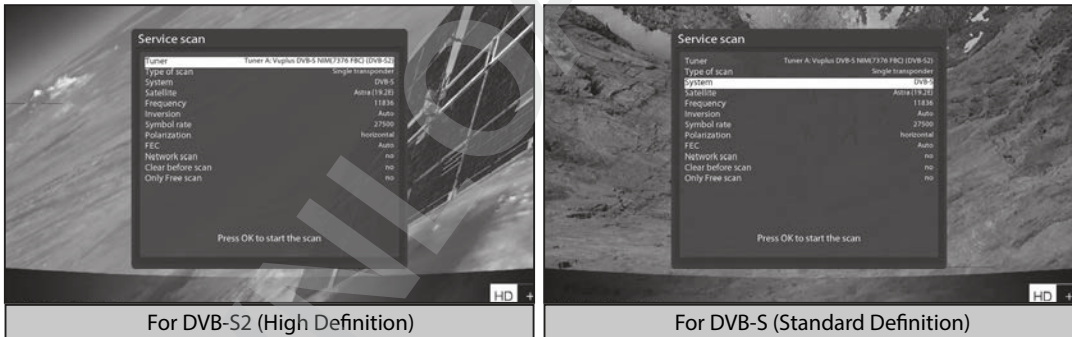 Service scan
Tuner Tuner A: Vuplus DVB-S NIM(7376 FBC) (DVB-S2)
Type of scan Single transponder
System DVB-S
Satellite Astra (19.2E)
Frequency 11836
Inversion Auto
Symbol rate 27500
Polarization horizontal
FEC Auto
Network scan no
Clear before scan no
Only Free scan no
Press OK to start the scan
HD +
For DVB-S2 (High Definition)
Service scan
Tuner Tuner A: Vuplus DVB-S NIM(7376 FBC) (DVB-S2)
Type of scan Single transponder
System DVB-S
Satellite Astra (19.2E)
Frequency 11836
Inversion Auto
Symbol rate 27500
Polarization horizontal
FEC Auto
Network scan no
Clear before scan no
Only Free scan no
Press OK to start the scan
HD +
For DVB-S (Standard Definition)